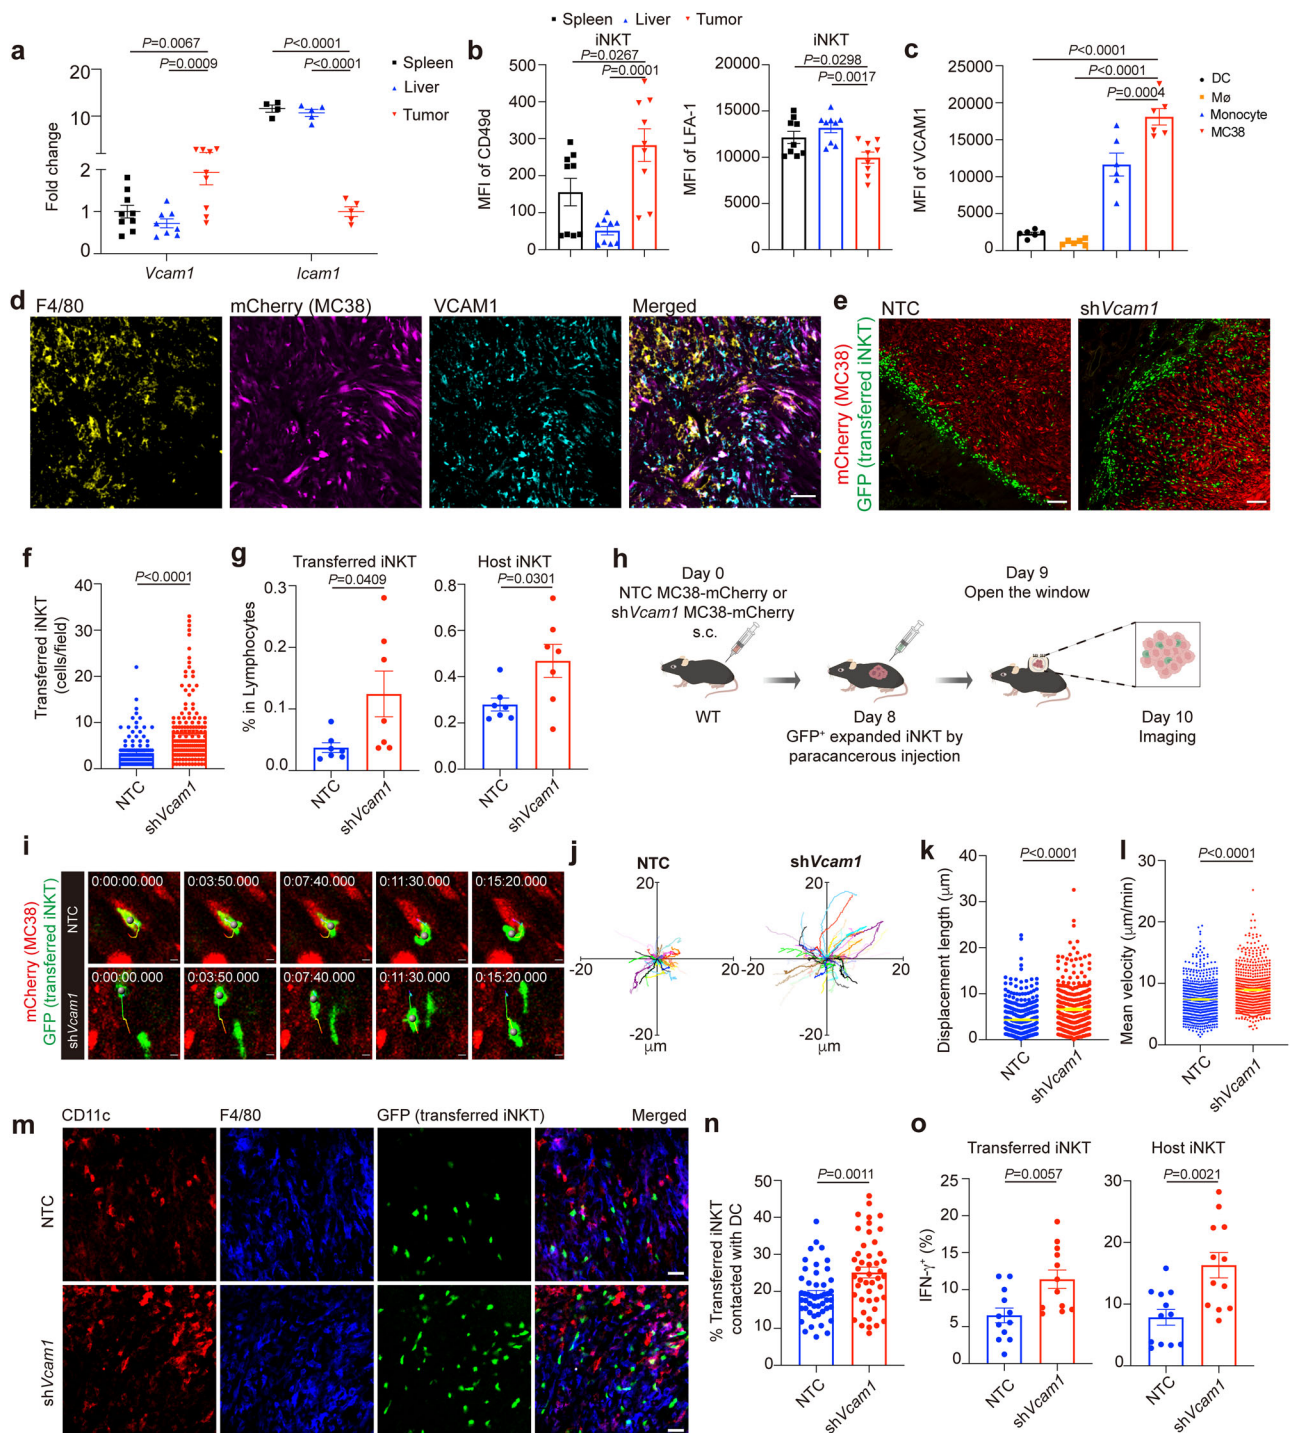 Spleen Liver Tumor
a
P=0.0067
P=0.0009
P<0.0001
P<0.0001
Spleen
Liver
Tumor
Fold change
20
10
2
1
0
Vcam1
Icam1
b
iNKT
P=0.0267
P=0.0001
MFI of CD49d
500
400
300
200
100
0
iNKT
P=0.0298
P=0.0017
MFI of LFA-1
20000
15000
10000
5000
0
c
P<0.0001
P<0.0001
P=0.0004
DC
Mø
Monocyte
MC38
MFI of VCAM1
25000
20000
15000
10000
5000
0
d
F4/80
mCherry (MC38)
VCAM1
Merged
e
NTC
shVcam1
mCherry (MC38)
GFP (transferred iNKT)
f
P<0.0001
Transferred iNKT
(cells/field)
40
30
20
10
0
NTC
shVcam1
g
Transferred iNKT
P=0.0409
% in Lymphocytes
0.3
0.2
0.1
0.0
NTC
shVcam1
Host iNKT
P=0.0301
0.8
0.6
0.4
0.2
0.0
NTC
shVcam1
h
Day 0
NTC MC38-mCherry or
shVcam1 MC38-mCherry
s.c.
WT
Day 8
GFP⁺ expanded iNKT by
paracancerous injection
Day 9
Open the window
Day 10
Imaging
i
mCherry (MC38)
GFP (transferred iNKT)
NTC
0:00:00.000
0:03:50.000
0:07:40.000
0:11:30.000
0:15:20.000
shVcam1
0:00:00.000
0:03:50.000
0:07:40.000
0:11:30.000
0:15:20.000
j
NTC
20
-20
20
-20
μm
shVcam1
20
-20
20
-20
μm
k
P<0.0001
Displacement length (μm)
40
30
20
10
0
NTC
shVcam1
l
P<0.0001
Mean velocity (μm/min)
30
20
10
0
NTC
shVcam1
m
CD11c
F4/80
GFP (transferred iNKT)
Merged
NTC
shVcam1
n
P=0.0011
% Transferred iNKT
contacted with DC
50
40
30
20
10
0
NTC
shVcam1
o
Transferred iNKT
P=0.0057
IFN-γ⁺ (%)
25
20
15
10
5
0
NTC
shVcam1
Host iNKT
P=0.0021
30
20
10
0
NTC
shVcam1